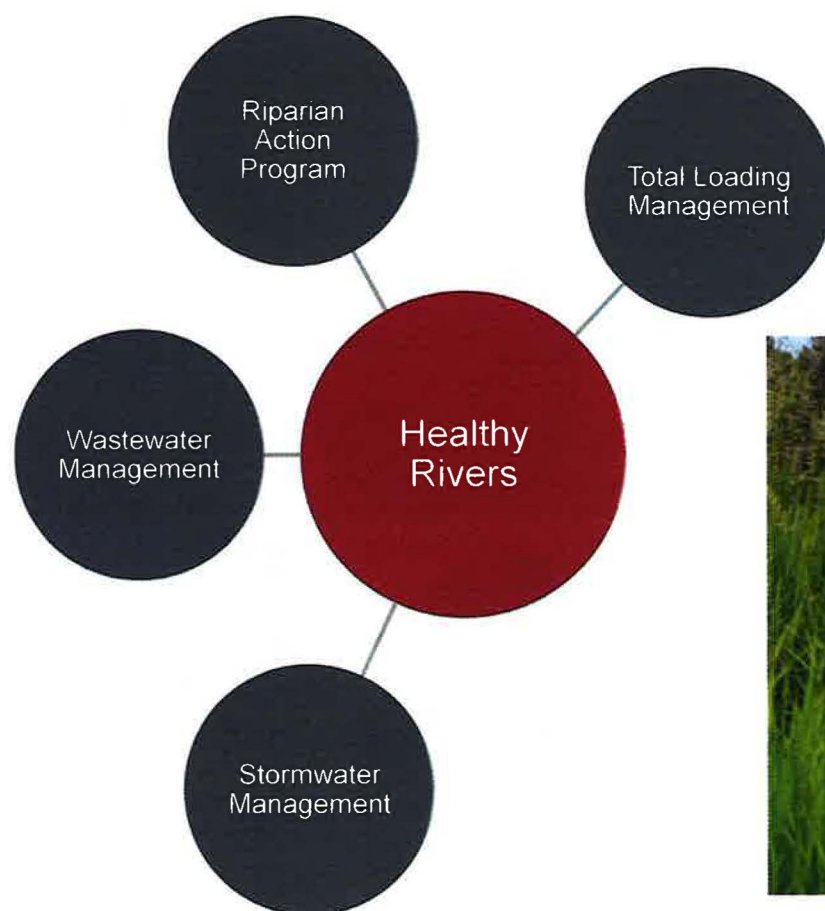 Riparian
Action
Program
Total Loading
Management
Healthy
Rivers
Wastewater
Management
Stormwater
Management